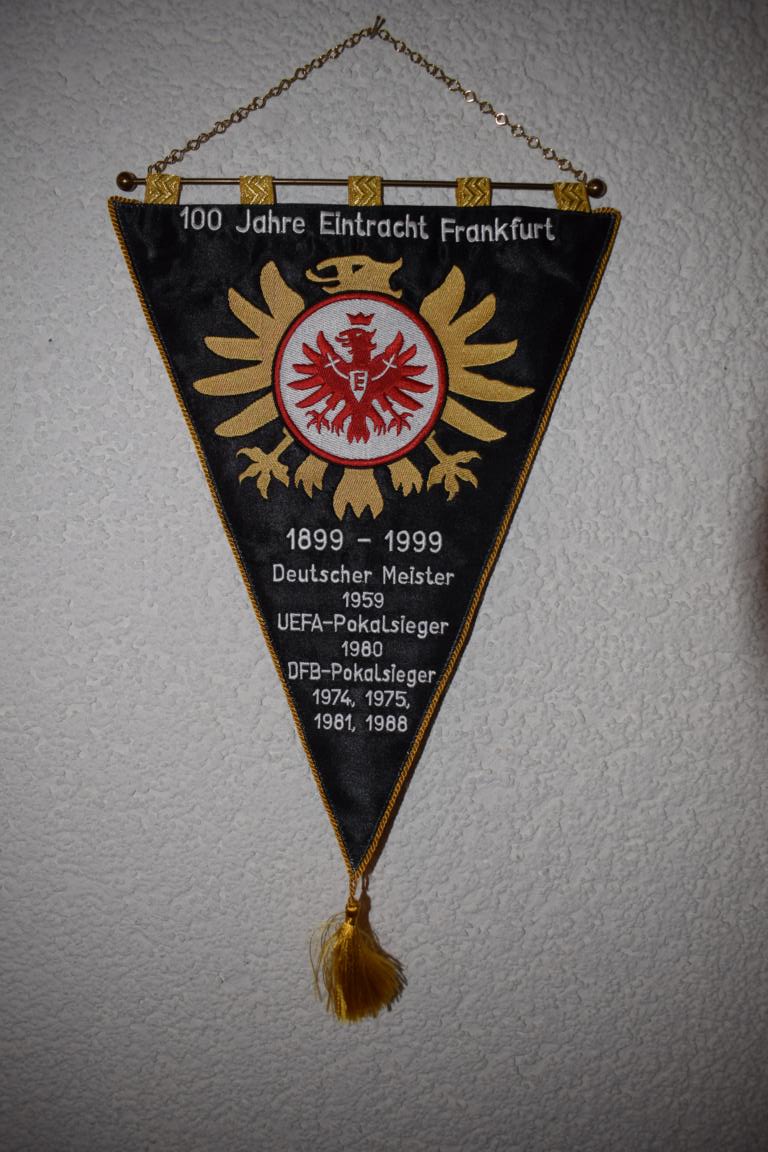 100 Jahre Eintracht Frankfurt
E
1899 - 1999
Deutscher Meister
1959
UEFA-Pokalsieger
1980
DFB-Pokalsieger
1974, 1975,
1981, 1988